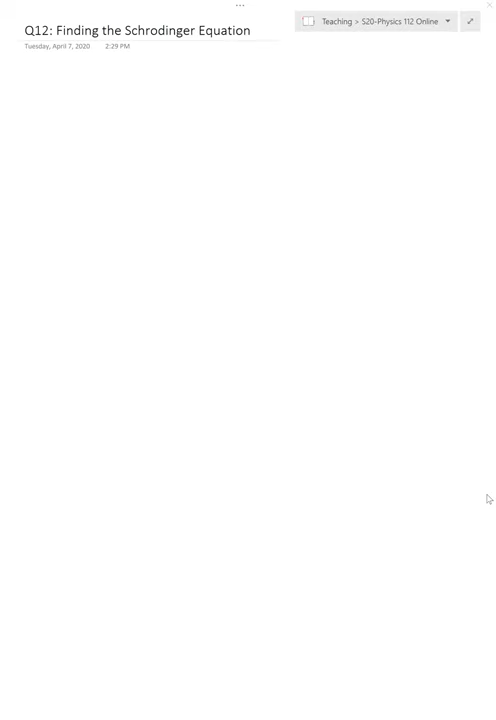 Q12: Finding the Schrodinger Equation
Teaching > S20-Physics 112 Online
Tuesday, April 7, 2020 2:29 PM